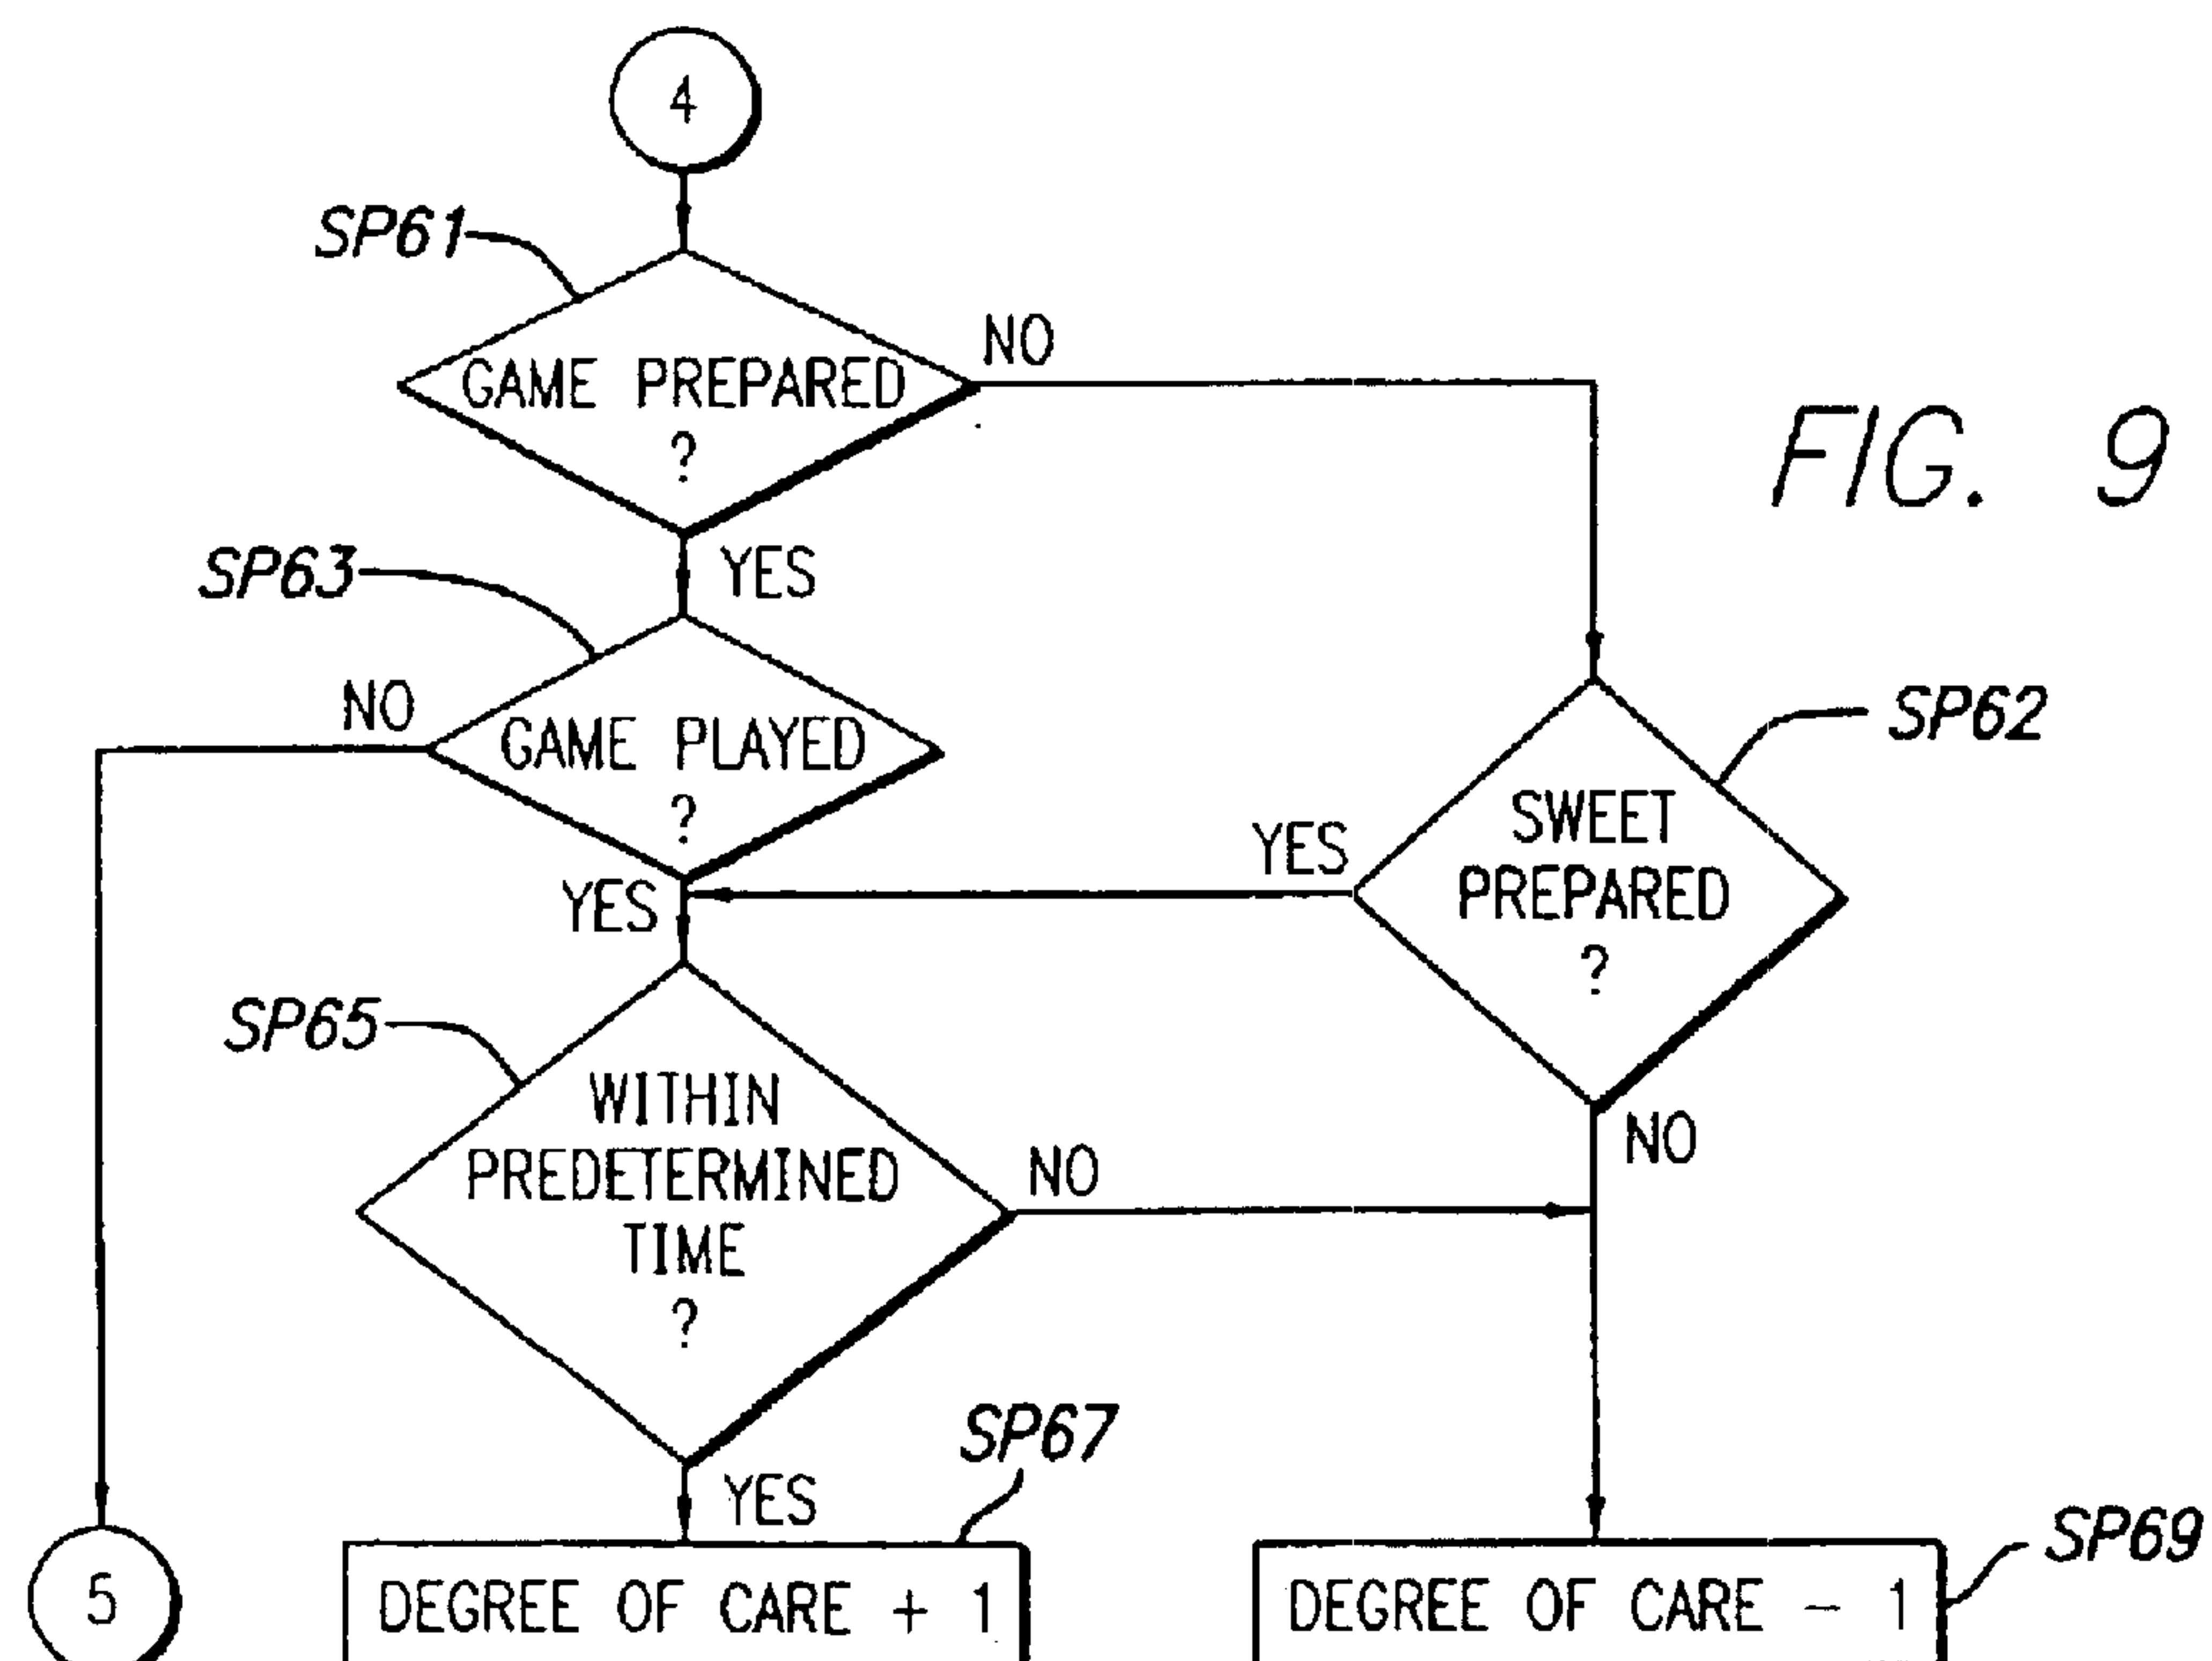 4
SP61
GAME PREPARED
?
NO
FIG. 9
YES
SP63
NO
GAME PLAYED
?
YES
SP62
SWEET
PREPARED
?
YES
NO
SP65
WITHIN
PREDETERMINED
TIME
?
NO
YES
SP67
SP69
5
DEGREE OF CARE + 1
DEGREE OF CARE - 1